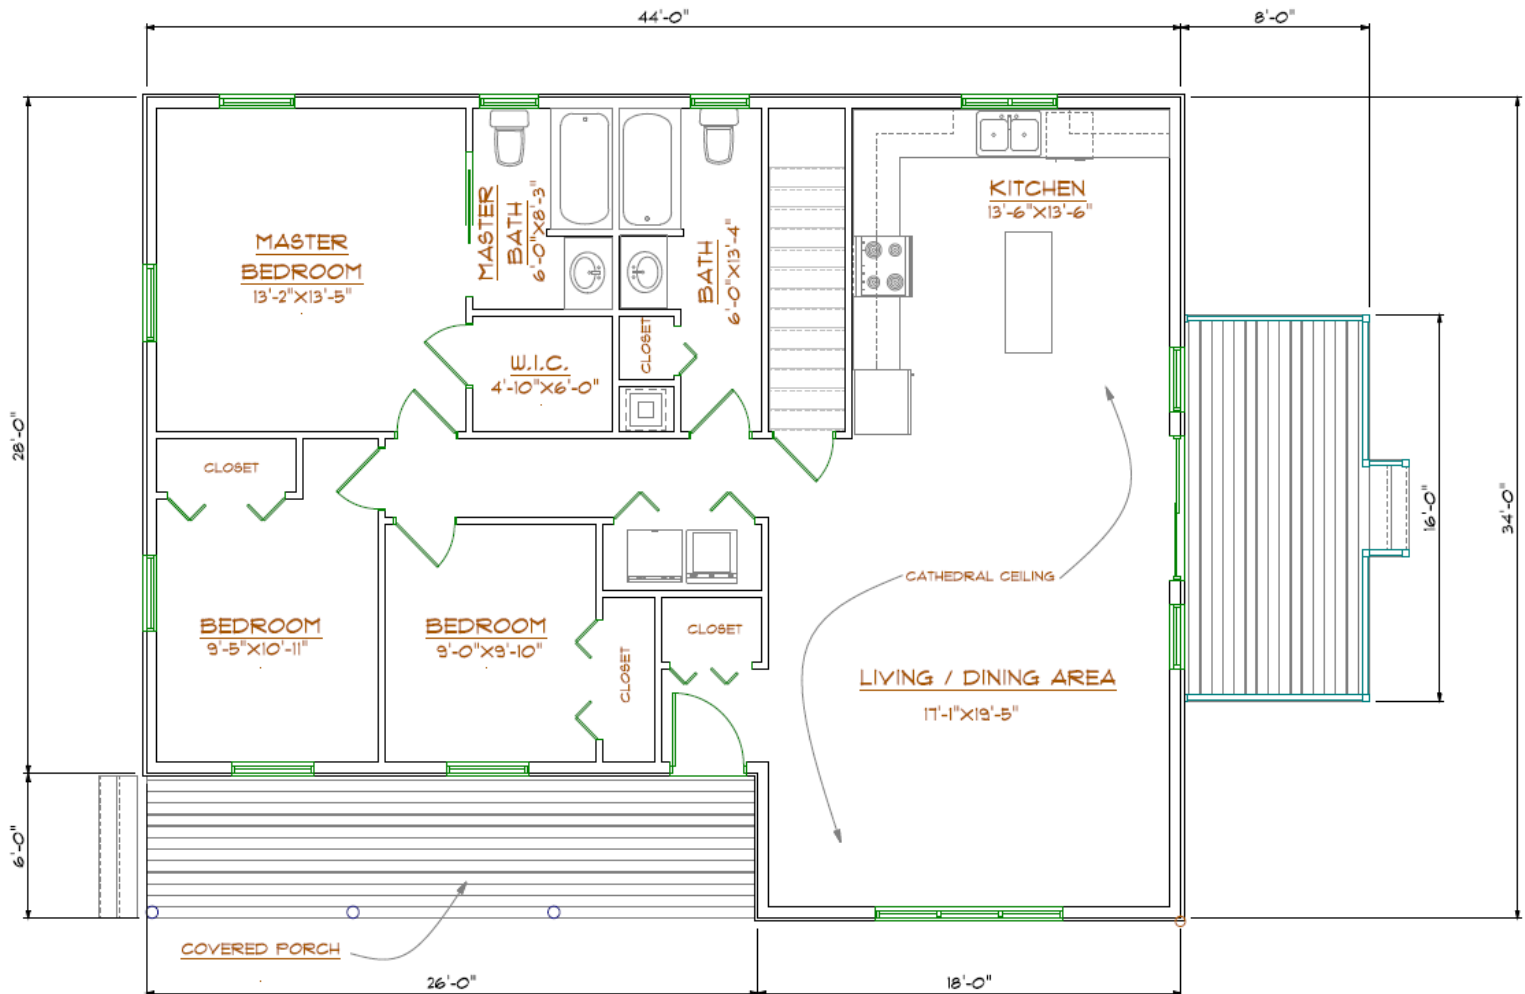 44'-0"
8'-0"
MASTER
BEDROOM
13'-2"X13'-5"
MASTER
BATH
6'-0"X8'-3"
BATH
6'-0"X13'-4"
KITCHEN
13'-6"X13'-6"
CLOSET
W.I.C.
4'-10"X6'-0"
28'-0"
CLOSET
16'-0"
34'-0"
CATHEDRAL CEILING
BEDROOM
9'-5"X10'-11"
BEDROOM
9'-0"X9'-10"
CLOSET
CLOSET
LIVING / DINING AREA
17'-1"X19'-5"
6'-0"
COVERED PORCH
26'-0"
18'-0"